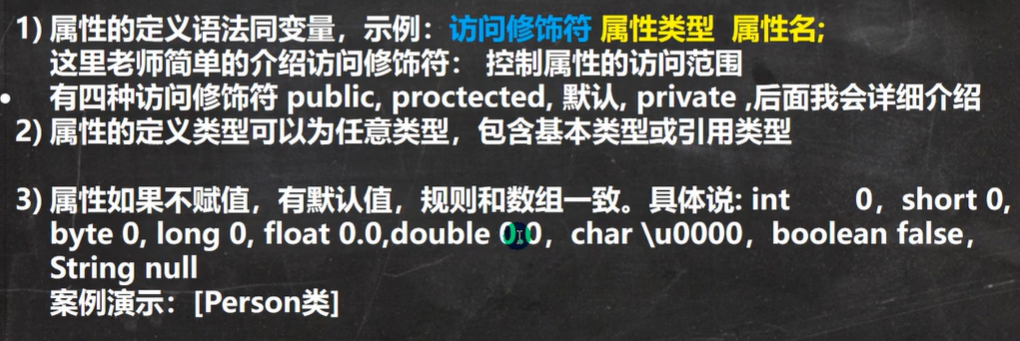 1) 属性的定义语法同变量，示例：访问修饰符 属性类型 属性名;
这里老师简单的介绍访问修饰符： 控制属性的访问范围
• 有四种访问修饰符 public, proctected, 默认, private ,后面我会详细介绍
2) 属性的定义类型可以为任意类型，包含基本类型或引用类型
3) 属性如果不赋值，有默认值，规则和数组一致。具体说: int 0，short 0,
byte 0, long 0, float 0.0,double 0.0，char \u0000，boolean false，
String null
案例演示：[Person类]